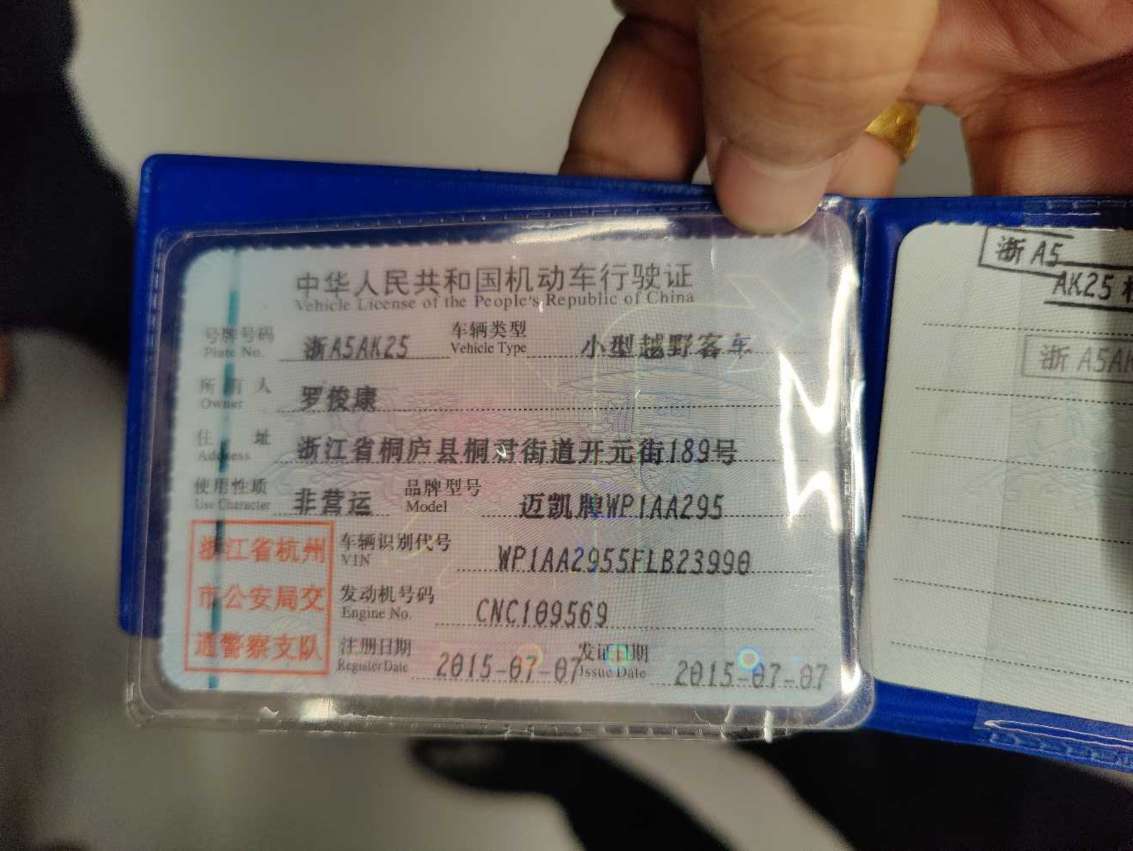 中华人民共和国机动车行驶证
Vehicle License of the People's Republic of China
号牌号码 浙A5AK25 车辆类型 小型越野客车
Plate No. Vehicle Type
所有人 罗俊康
Owner
住址 浙江省桐庐县桐君街道开元街189号
Address
使用性质 非营运 品牌型号 迈凯牌WP1AA295
Use Character Model
浙江省杭州
市公安局交
通警察支队
车辆识别代号 WP1AA2955FLB23990
VIN
发动机号码 CNC109569
Engine No.
注册日期 2015-07-07 发证日期 2015-07-07
Register Date Issue Date
浙A5
AK25
浙A5AK